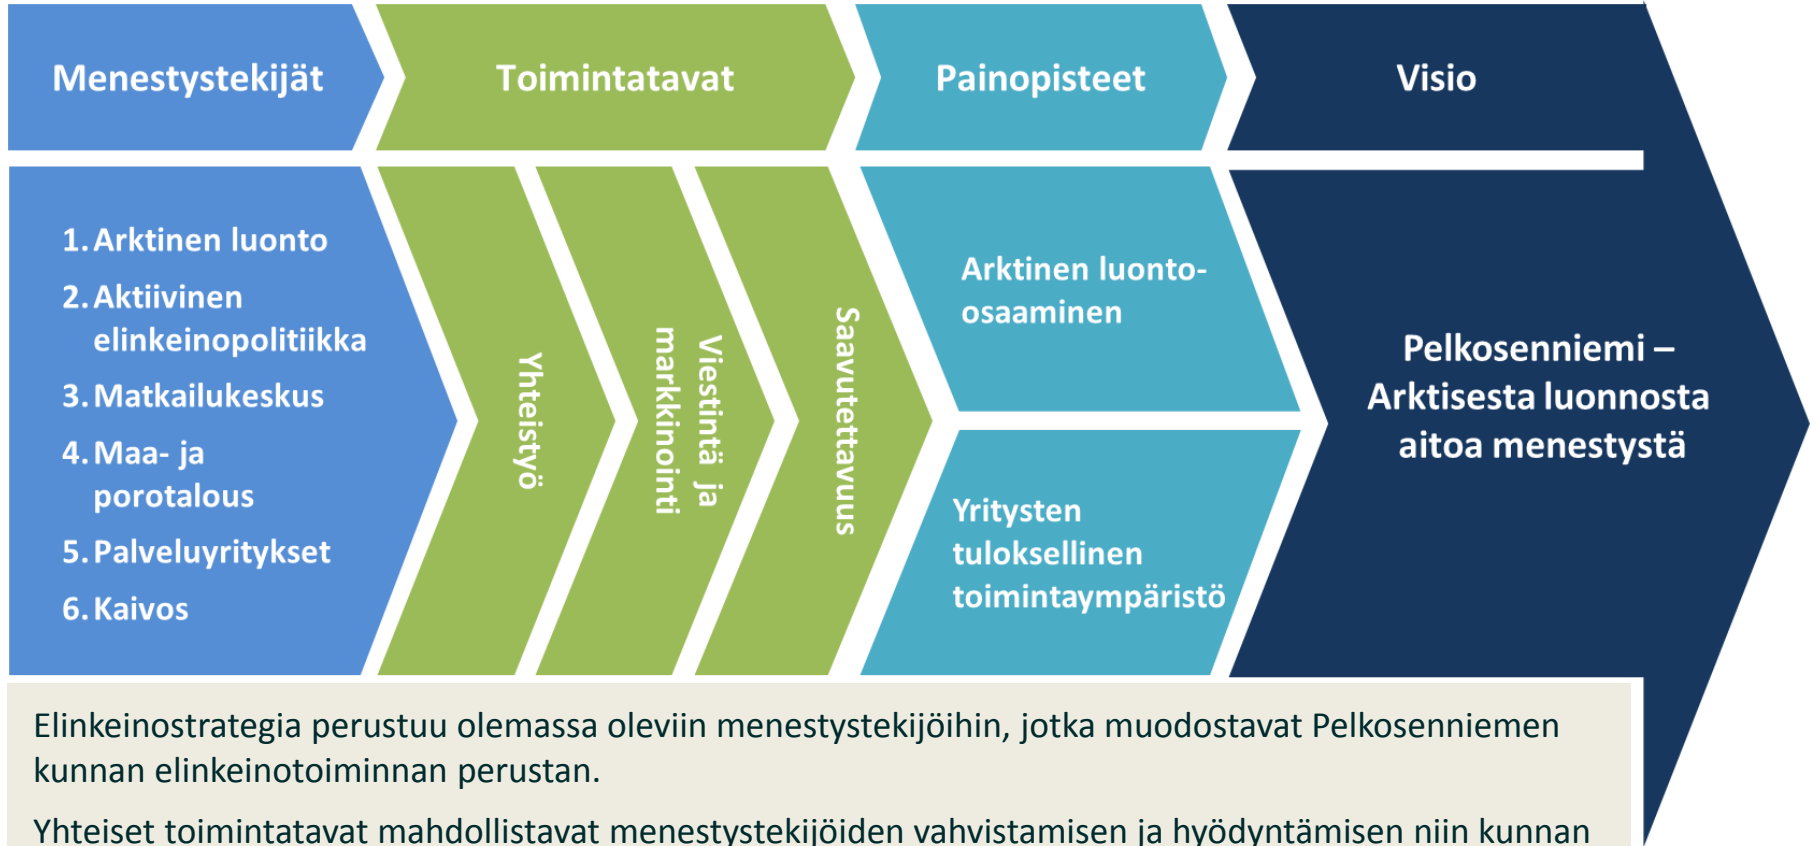 Menestystekijät
Toimintatavat
Painopisteet
Visio
1. Arktinen luonto
2. Aktiivinen
elinkeinopolitiikka
3. Matkailukeskus
4. Maa- ja
porotalous
5. Palveluyritykset
6. Kaivos
Yhteistyö
Viestintä ja
markkinointi
Saavutettavuus
Arktinen luonto-
osaaminen
Yritysten
tuloksellinen
toimintaympäristö
Pelkosenniemi –
Arktisesta luonnosta
aitoa menestystä
Elinkeinostrategia perustuu olemassa oleviin menestystekijöihin, jotka muodostavat Pelkosenniemen
kunnan elinkeinotoiminnan perustan.
Yhteiset toimintatavat mahdollistavat menestystekijöiden vahvistamisen ja hyödyntämisen niin kunnan